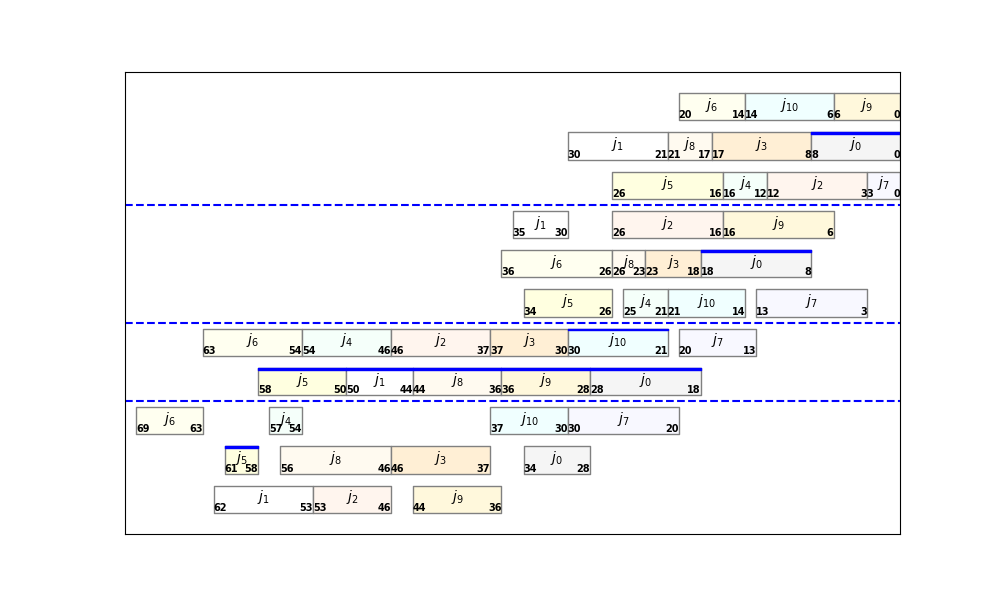 j6 j10 j9
20 14 14 6 6 0
j1 j8 j3 j0
30 21 21 17 17 8 8 0
j5 j4 j2 j7
26 16 16 12 12 3 3 0
j1 j2 j9
35 30 26 16 16 6
j6 j8 j3 j0
36 26 26 23 23 18 18 8
j5 j4 j10 j7
34 26 25 21 21 14 13 3
j6 j4 j2 j3 j10 j7
63 54 54 46 46 37 37 30 30 21 20 13
j5 j1 j8 j9 j0
58 50 50 44 44 36 36 28 28 18
j6 j4 j10 j7
69 63 57 54 37 30 30 20
j5 j8 j3 j0
61 58 56 46 46 37 34 28
j1 j2 j9
62 53 53 46 44 36